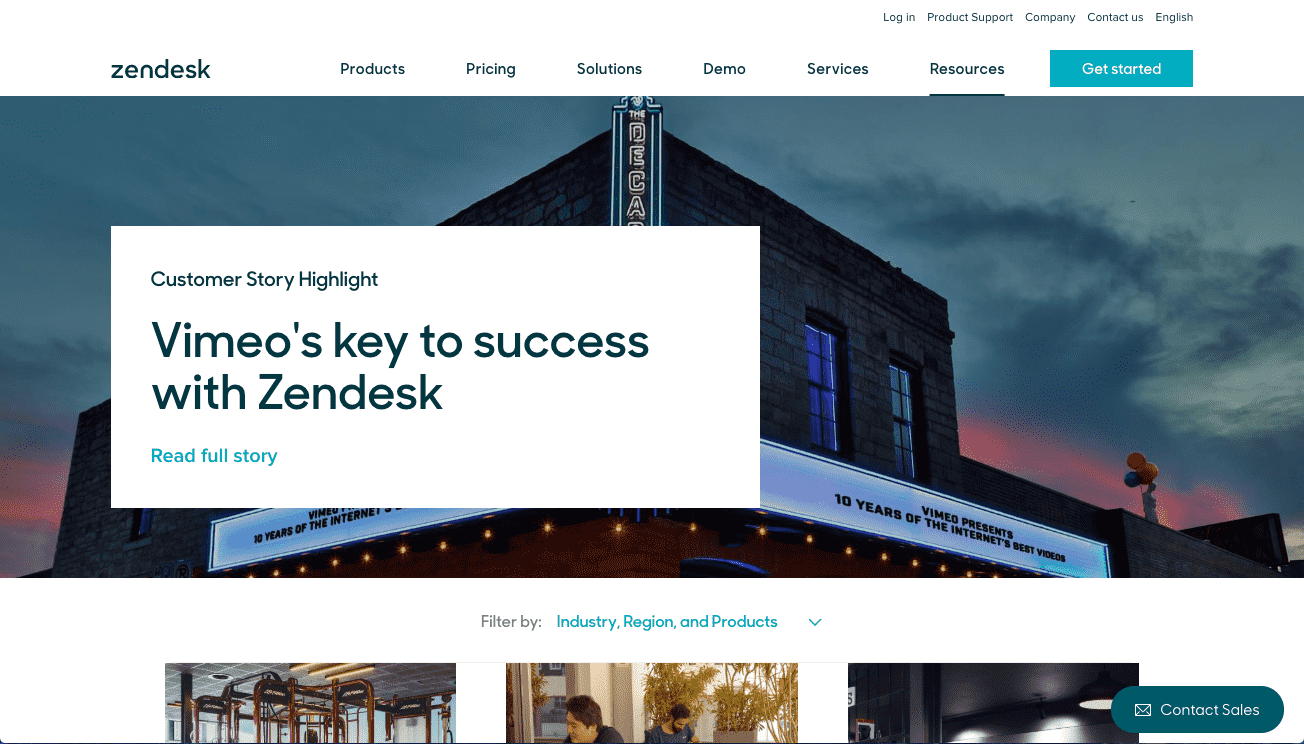 Log in Product Support Company Contact us English
zendesk Products Pricing Solutions Demo Services Resources Get started
THE
DECA
Customer Story Highlight
Vimeo's key to success
with Zendesk
Read full story
VIMEO
10 YEARS OF THE INTERNET'S
VIMEO PRESENTS
10 YEARS OF THE INTERNET'S BEST VIDEOS
Filter by: Industry, Region, and Products
Contact Sales